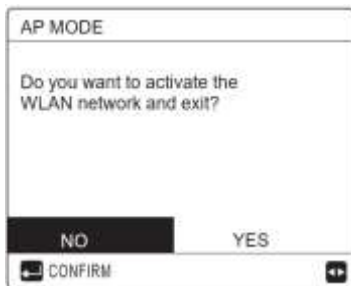 AP MODE
Do you want to activate the
WLAN network and exit?
NO YES
CONFIRM